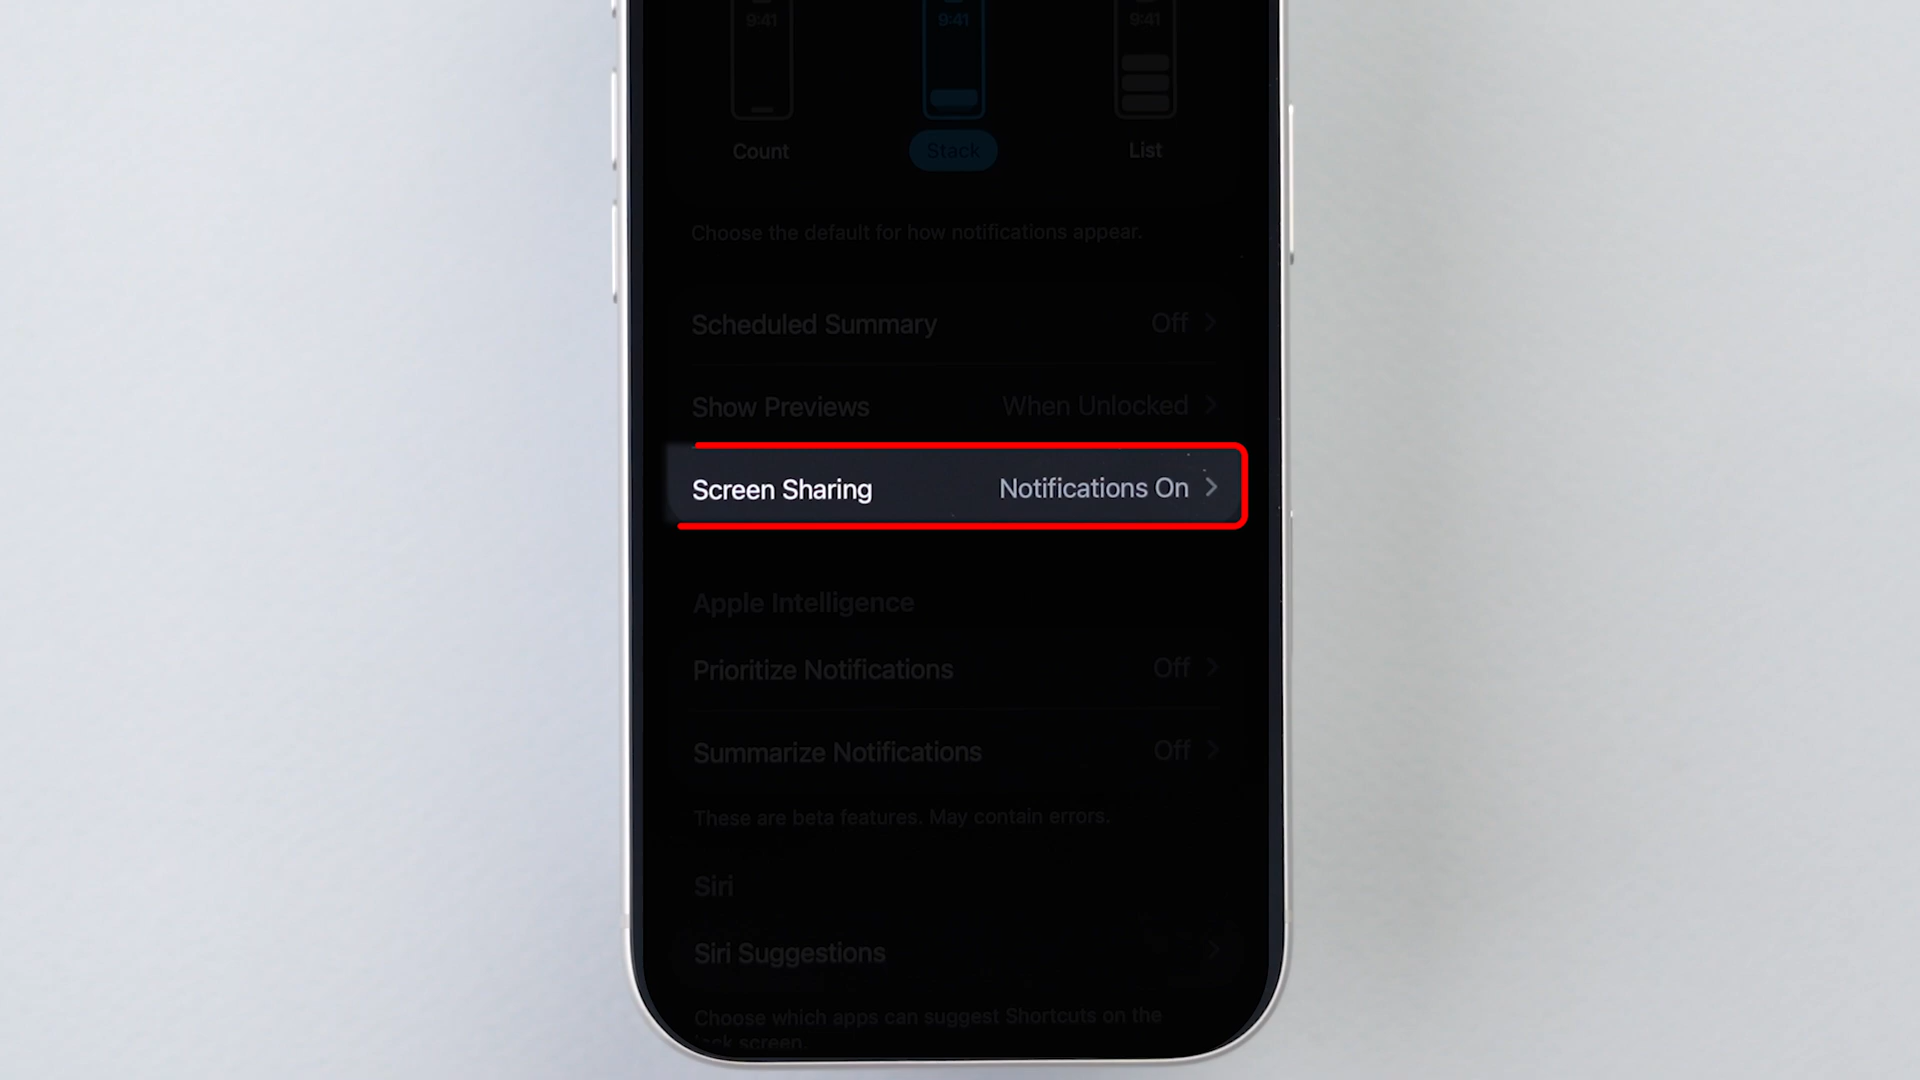 9:41 9:41 9:41
Count Stack List
Choose the default for how notifications appear.
Scheduled Summary Off
Show Previews When Unlocked
Screen Sharing Notifications On
Apple Intelligence
Prioritize Notifications Off
Summarize Notifications Off
These are beta features. May contain errors.
Siri
Siri Suggestions
Choose which apps can suggest Shortcuts on the
lock screen.